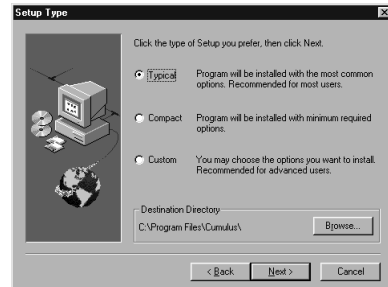 Setup Type
Click the type of Setup you prefer, then click Next.
Typical
Program will be installed with the most common
options. Recommended for most users.
Compact
Program will be installed with minimum required
options.
Custom
You may choose the options you want to install.
Recommended for advanced users.
Destination Directory
C:\Program Files\Cumulus\
Browse...
< Back
Next >
Cancel